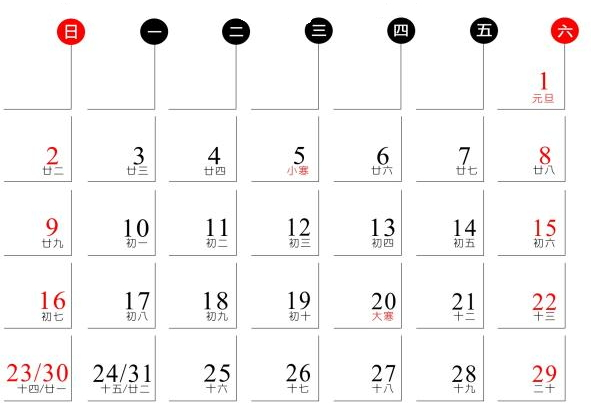 日 一 二 三 四 五 六
1
元旦
2 3 4 5 6 7 8
廿二 廿三 廿四 小寒 廿六 廿七 廿八
9 10 11 12 13 14 15
廿九 初一 初二 初三 初四 初五 初六
16 17 18 19 20 21 22
初七 初八 初九 初十 大寒 十二 十三
23/30 24/31 25 26 27 28 29
十四/廿一 十五/廿二 十六 十七 十八 十九 二十